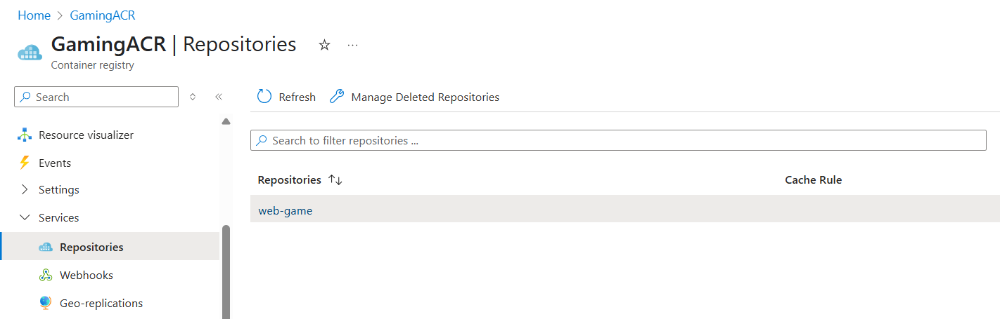 Home > GamingACR
GamingACR | Repositories ☆ ...
Container registry
Search
Refresh Manage Deleted Repositories
Resource visualizer
Events
Settings
Services
Repositories
Webhooks
Geo-replications
Search to filter repositories ...
Repositories ↑↓ Cache Rule
web-game